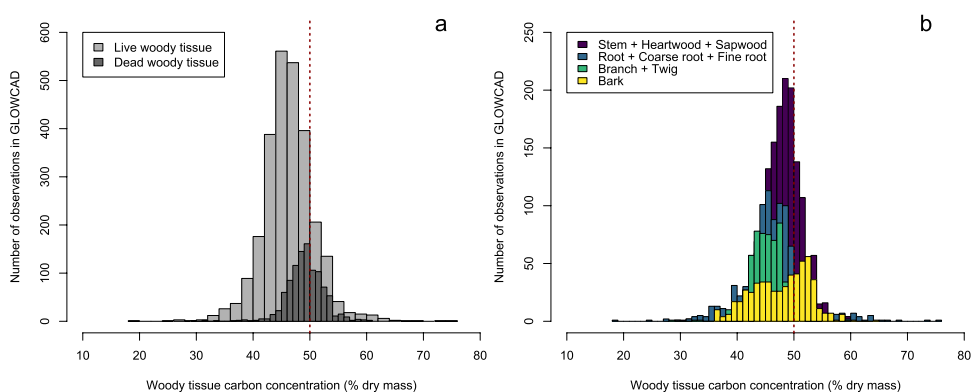 a
Live woody tissue
Dead woody tissue
Number of observations in GLOWCAD
0 100 200 300 400 500 600
10 20 30 40 50 60 70 80
Woody tissue carbon concentration (% dry mass)
b
Stem + Heartwood + Sapwood
Root + Coarse root + Fine root
Branch + Twig
Bark
Number of observations in GLOWCAD
0 50 100 150 200 250
10 20 30 40 50 60 70 80
Woody tissue carbon concentration (% dry mass)